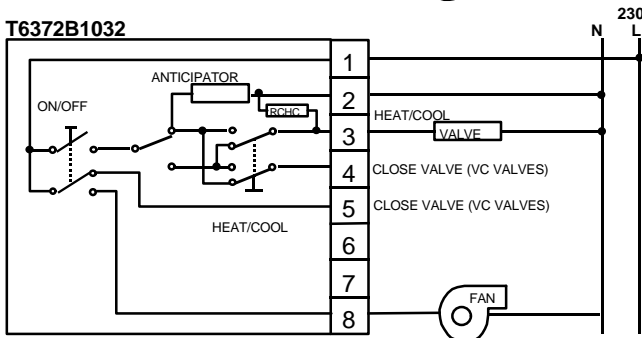 230
N L
T6372B1032
1
ANTICIPATOR
2
ON/OFF
RCHC
HEAT/COOL
3
VALVE
4
CLOSE VALVE (VC VALVES)
5
CLOSE VALVE (VC VALVES)
HEAT/COOL
6
7
FAN
8